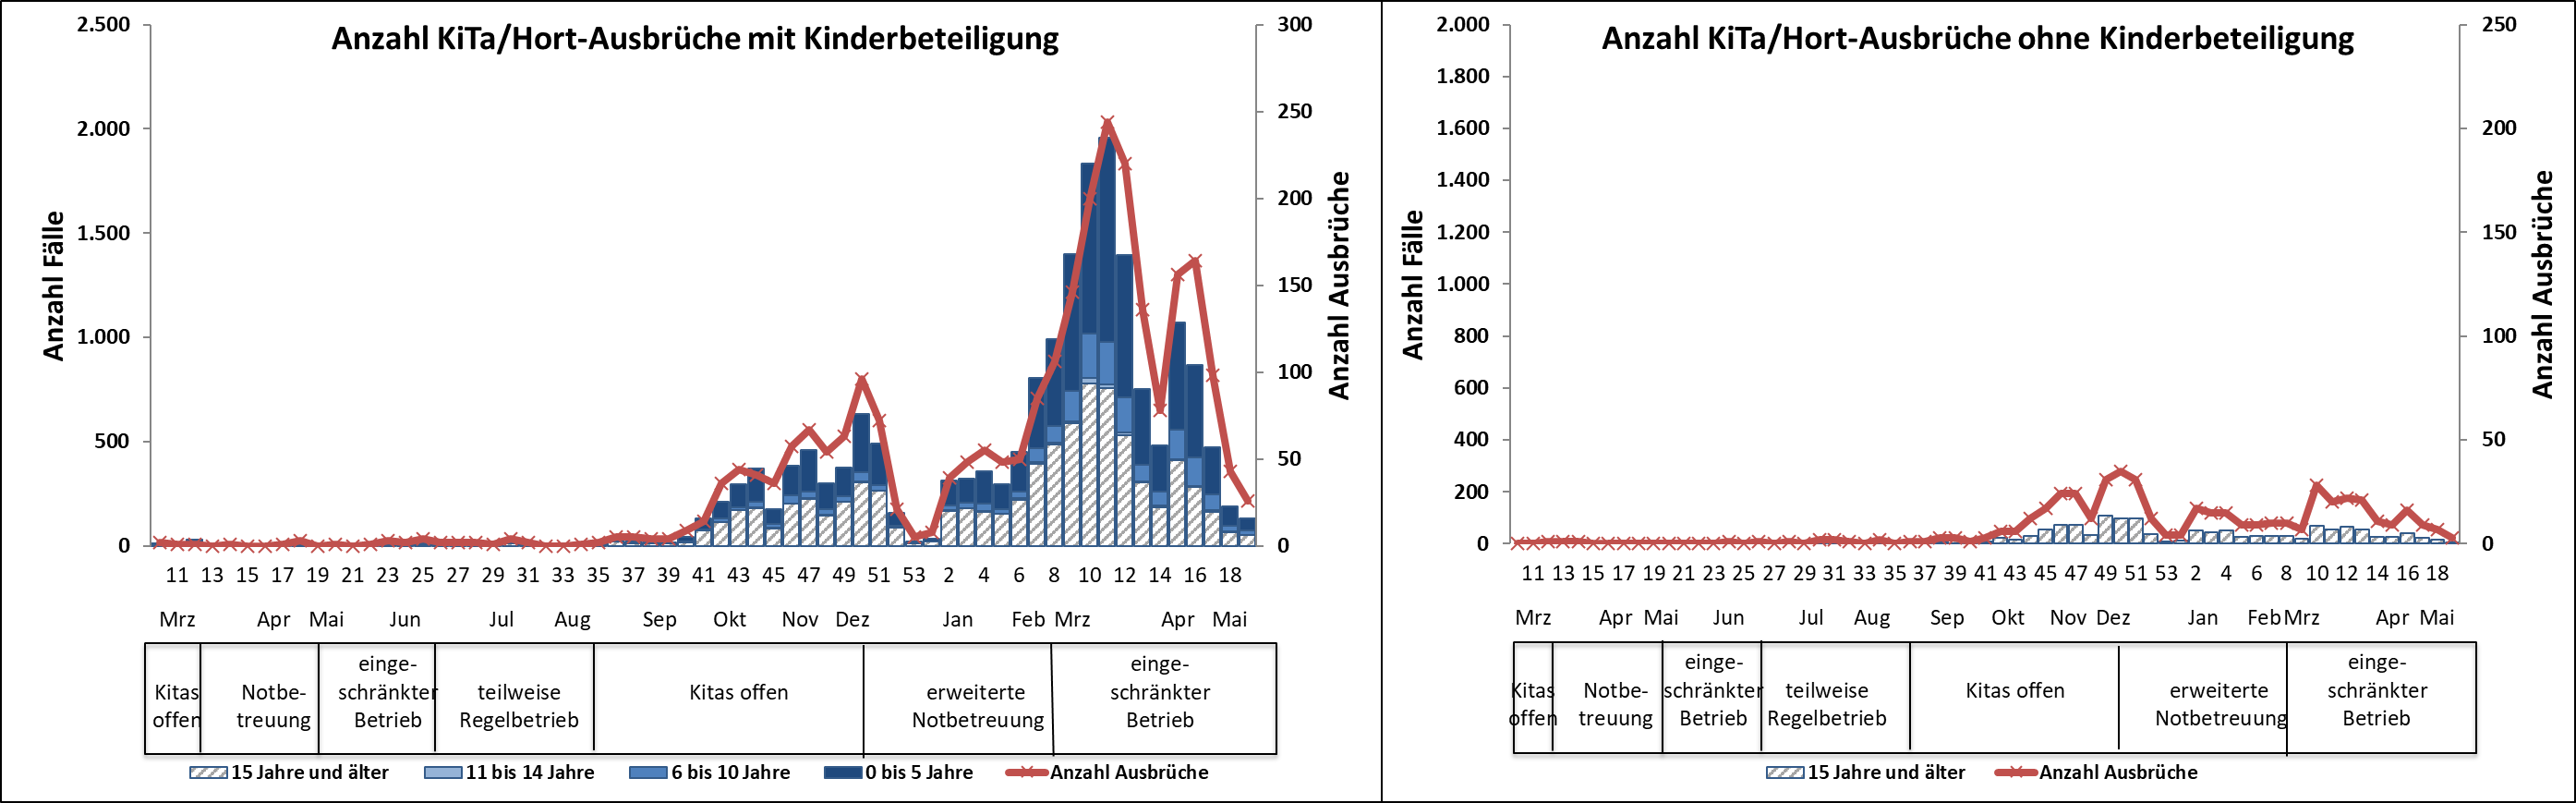 Anzahl KiTa/Hort-Ausbrüche mit Kinderbeteiligung
Anzahl Fälle
2.500
2.000
1.500
1.000
500
0
300
250
200
150
100
50
0
Anzahl Ausbrüche
11 13 15 17 19 21 23 25 27 29 31 33 35 37 39 41 43 45 47 49 51 53 2 4 6 8 10 12 14 16 18
Mrz Apr Mai Jun Jul Aug Sep Okt Nov Dez Jan Feb Mrz Apr Mai
Kitas
offen
Notbe-
treuung
einge-
schränkter
Betrieb
teilweise
Regelbetrieb
Kitas offen
erweiterte
Notbetreuung
einge-
schränkter
Betrieb
15 Jahre und älter 11 bis 14 Jahre 6 bis 10 Jahre 0 bis 5 Jahre Anzahl Ausbrüche
Anzahl KiTa/Hort-Ausbrüche ohne Kinderbeteiligung
Anzahl Fälle
2.000
1.800
1.600
1.400
1.200
1.000
800
600
400
200
0
250
200
150
100
50
0
Anzahl Ausbrüche
11 13 15 17 19 21 23 25 27 29 31 33 35 37 39 41 43 45 47 49 51 53 2 4 6 8 10 12 14 16 18
Mrz Apr Mai Jun Jul Aug Sep Okt Nov Dez Jan Feb Mrz Apr Mai
Kitas
offen
Notbe-
treuung
einge-
schränkter
Betrieb
teilweise
Regelbetrieb
Kitas offen
erweiterte
Notbetreuung
einge-
schränkter
Betrieb
15 Jahre und älter Anzahl Ausbrüche